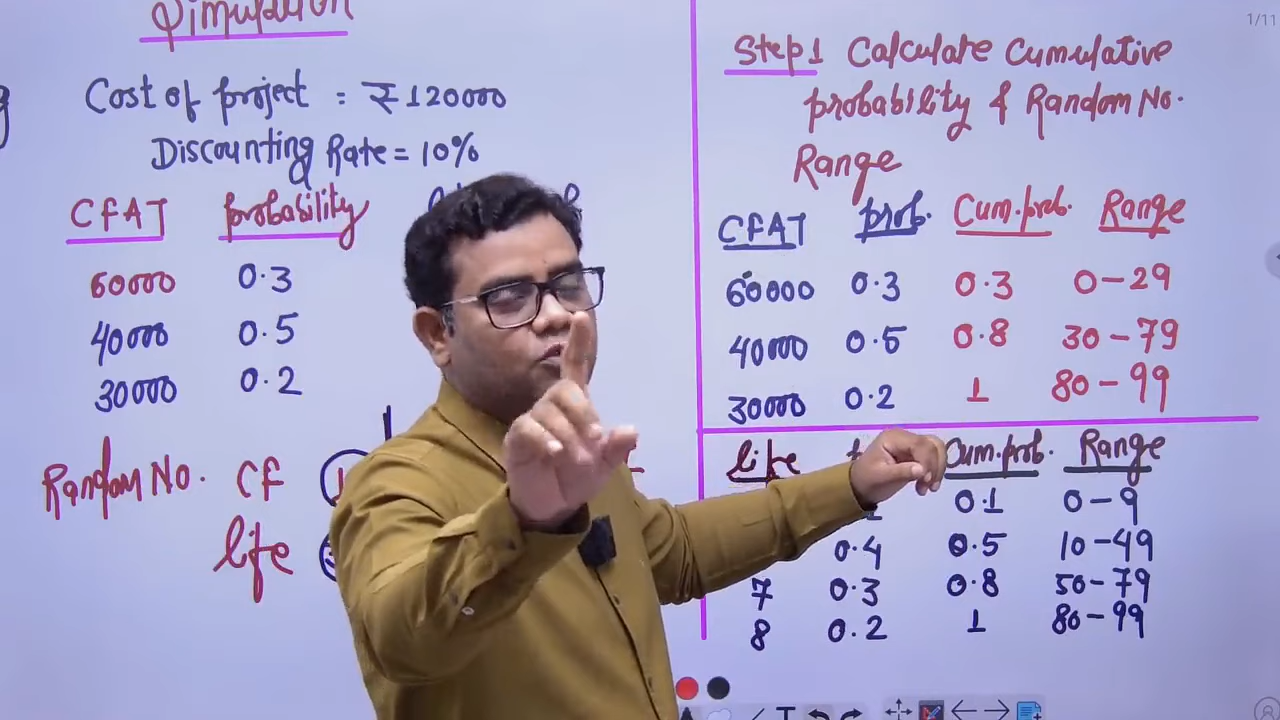 Simulation
Cost of project = ₹120000
Discounting Rate = 10%
CFAT probability
60000 0.3
40000 0.5
30000 0.2
Random No. CF
life
1/11
Step 1 Calculate Cumulative
probability & Random No.
Range
CFAT prob. Cum.prob. Range
60000 0.3 0.3 0-29
40000 0.5 0.8 30-79
30000 0.2 1 80-99
life Cum.prob. Range
0.1 0-9
0.4 0.5 10-49
7 0.3 0.8 50-79
8 0.2 1 80-99